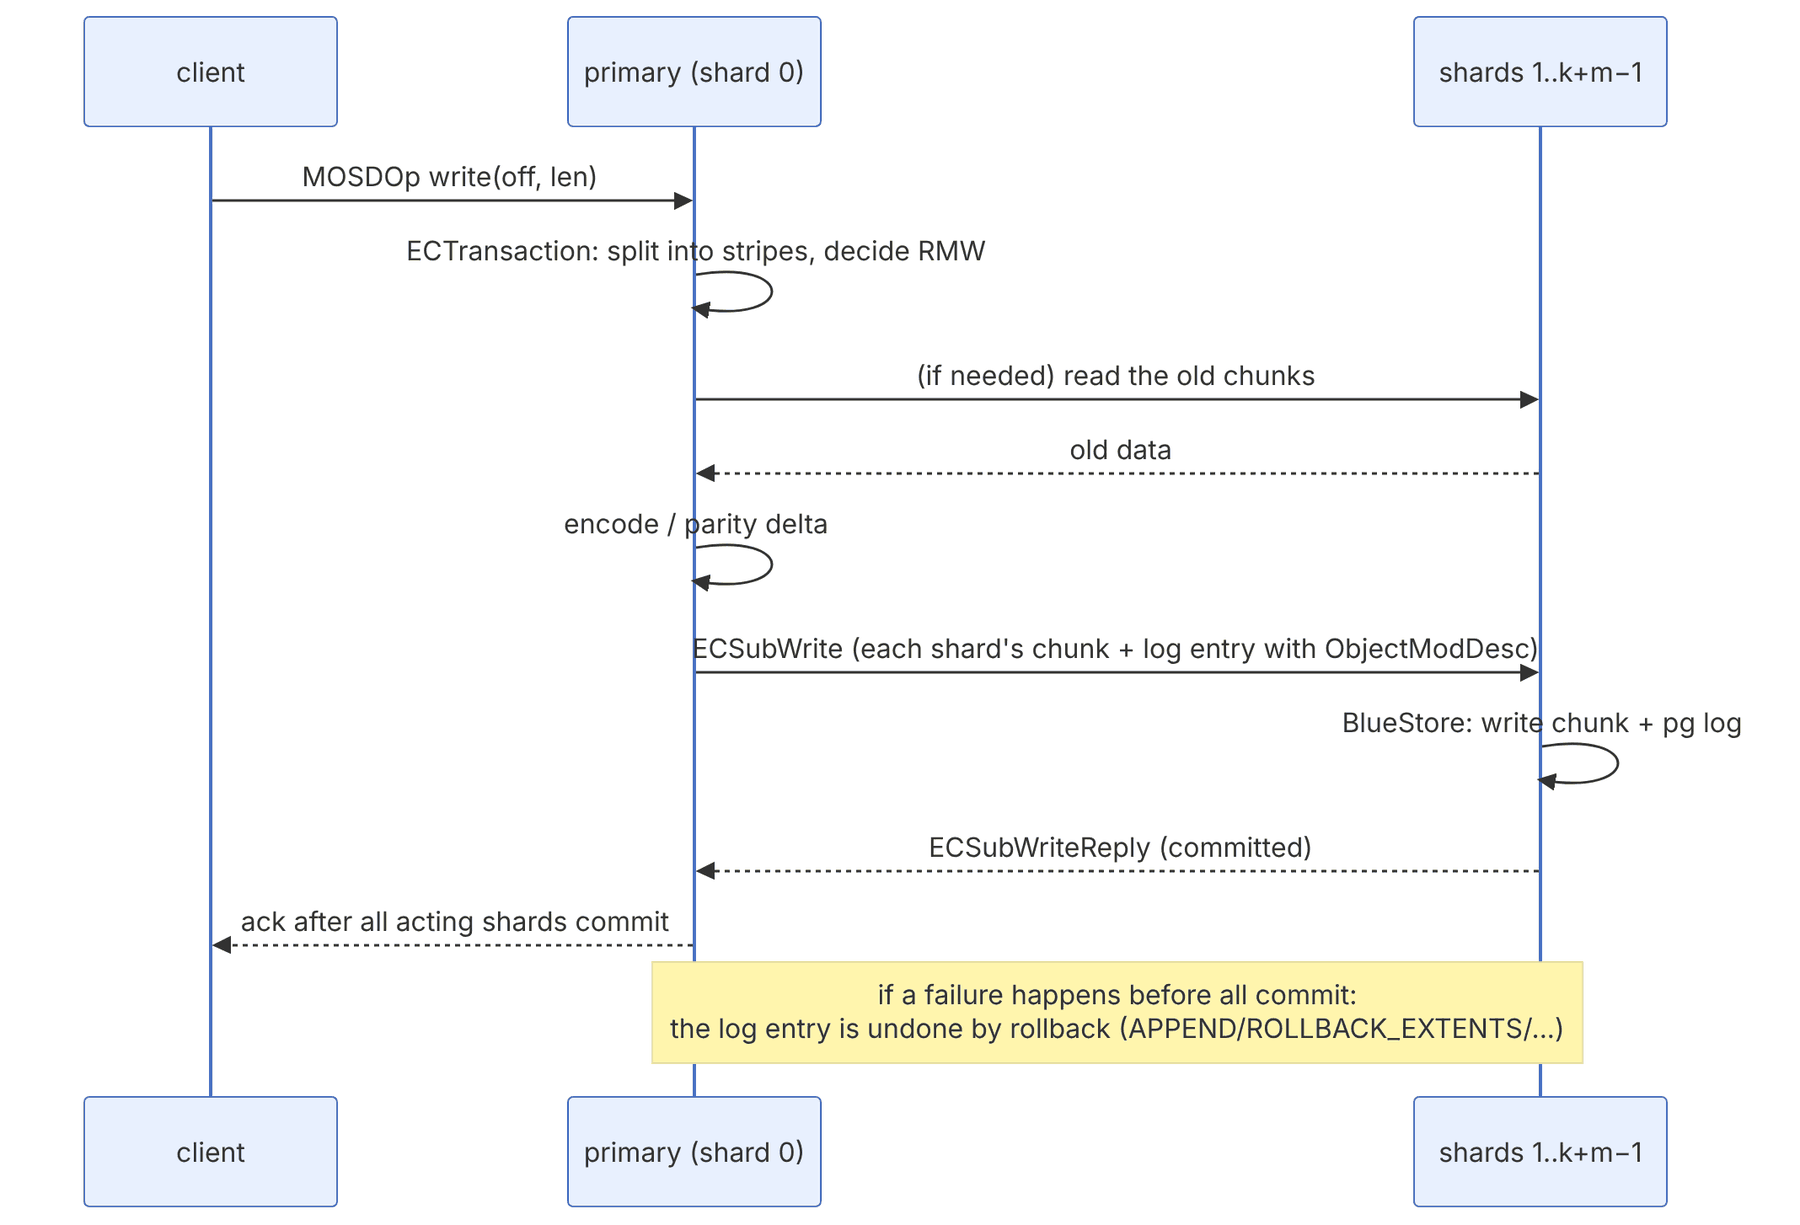 client
primary (shard 0)
shards 1..k+m−1
MOSDOp write(off, len)
ECTransaction: split into stripes, decide RMW
(if needed) read the old chunks
old data
encode / parity delta
ECSubWrite (each shard's chunk + log entry with ObjectModDesc)
BlueStore: write chunk + pg log
ECSubWriteReply (committed)
ack after all acting shards commit
if a failure happens before all commit:
the log entry is undone by rollback (APPEND/ROLLBACK_EXTENTS/...)
client
primary (shard 0)
shards 1..k+m−1